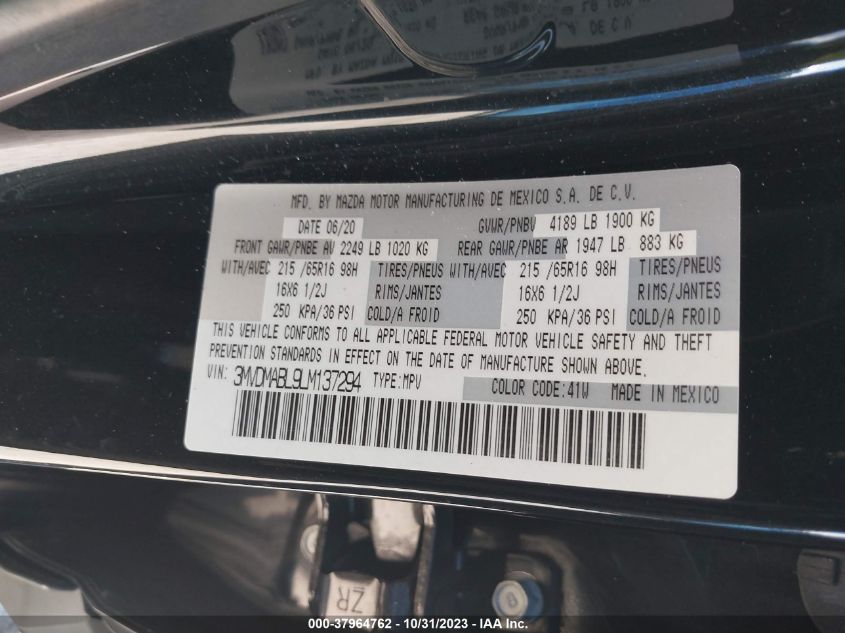 MFD. BY MAZDA MOTOR MANUFACTURING DE MEXICO S.A. DE C.V.
DATE 06/20 GVWR/PNBV 4189 LB 1900 KG
FRONT GAWR/PNBE AV 2249 LB 1020 KG REAR GAWR/PNBE AR 1947 LB 883 KG
WITH/AVEC 215 /65R16 98H TIRES/PNEUS WITH/AVEC 215 /65R16 98H TIRES/PNEUS
16X6 1/2J RIMS/JANTES 16X6 1/2J RIMS/JANTES
250 KPA/36 PSI COLD/A FROID 250 KPA/36 PSI COLD/A FROID
THIS VEHICLE CONFORMS TO ALL APPLICABLE FEDERAL MOTOR VEHICLE SAFETY AND THEFT
PREVENTION STANDARDS IN EFFECT ON THE DATE OF MANUFACTURE SHOWN ABOVE.
VIN: 3MVDMABL9LM137294 TYPE:MPV COLOR CODE:41W MADE IN MEXICO
ZR
8
000-37964762 - 10/31/2023 - IAA Inc.